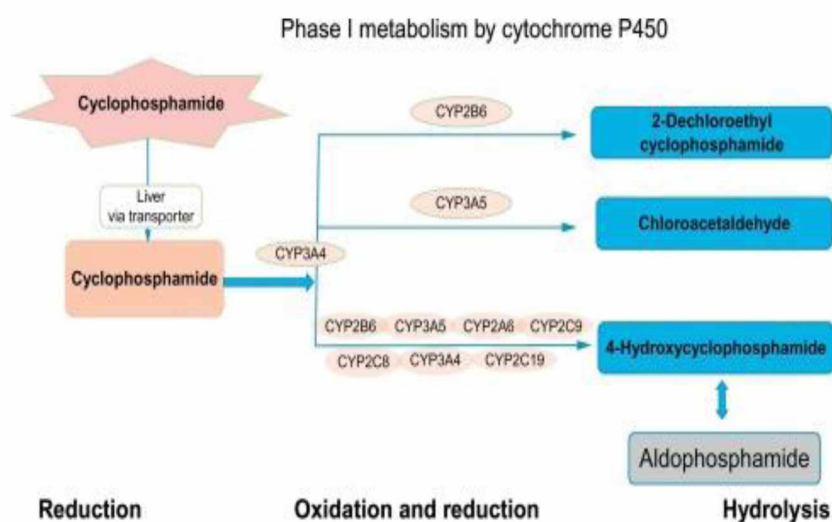 Phase I metabolism by cytochrome P450
Cyclophosphamide
Liver
via transporter
Cyclophosphamide
CYP3A4
CYP2B6
2-Dechloroethyl
cyclophosphamide
CYP3A5
Chloroacetaldehyde
CYP2B6 CYP3A5 CYP2A6 CYP2C9
CYP2C8 CYP3A4 CYP2C19
4-Hydroxycyclophosphamide
Aldophosphamide
Reduction Oxidation and reduction Hydrolysis